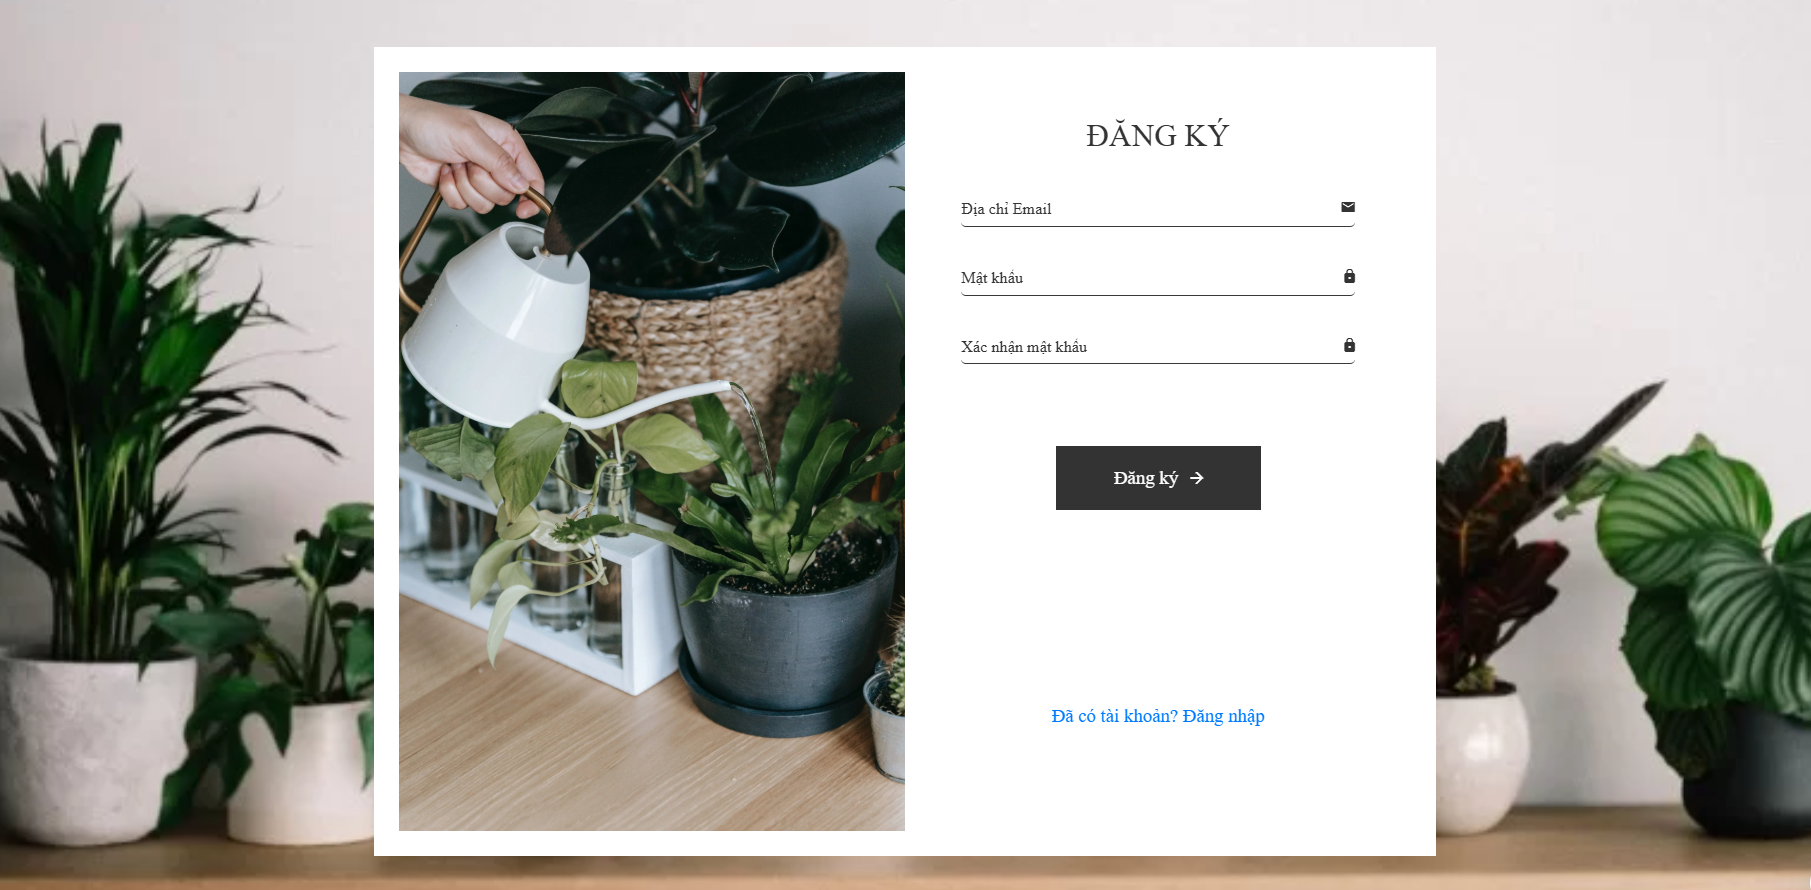 ĐĂNG KÝ
Địa chỉ Email
Mật khẩu
Xác nhận mật khẩu
Đăng ký
Đã có tài khoản? Đăng nhập